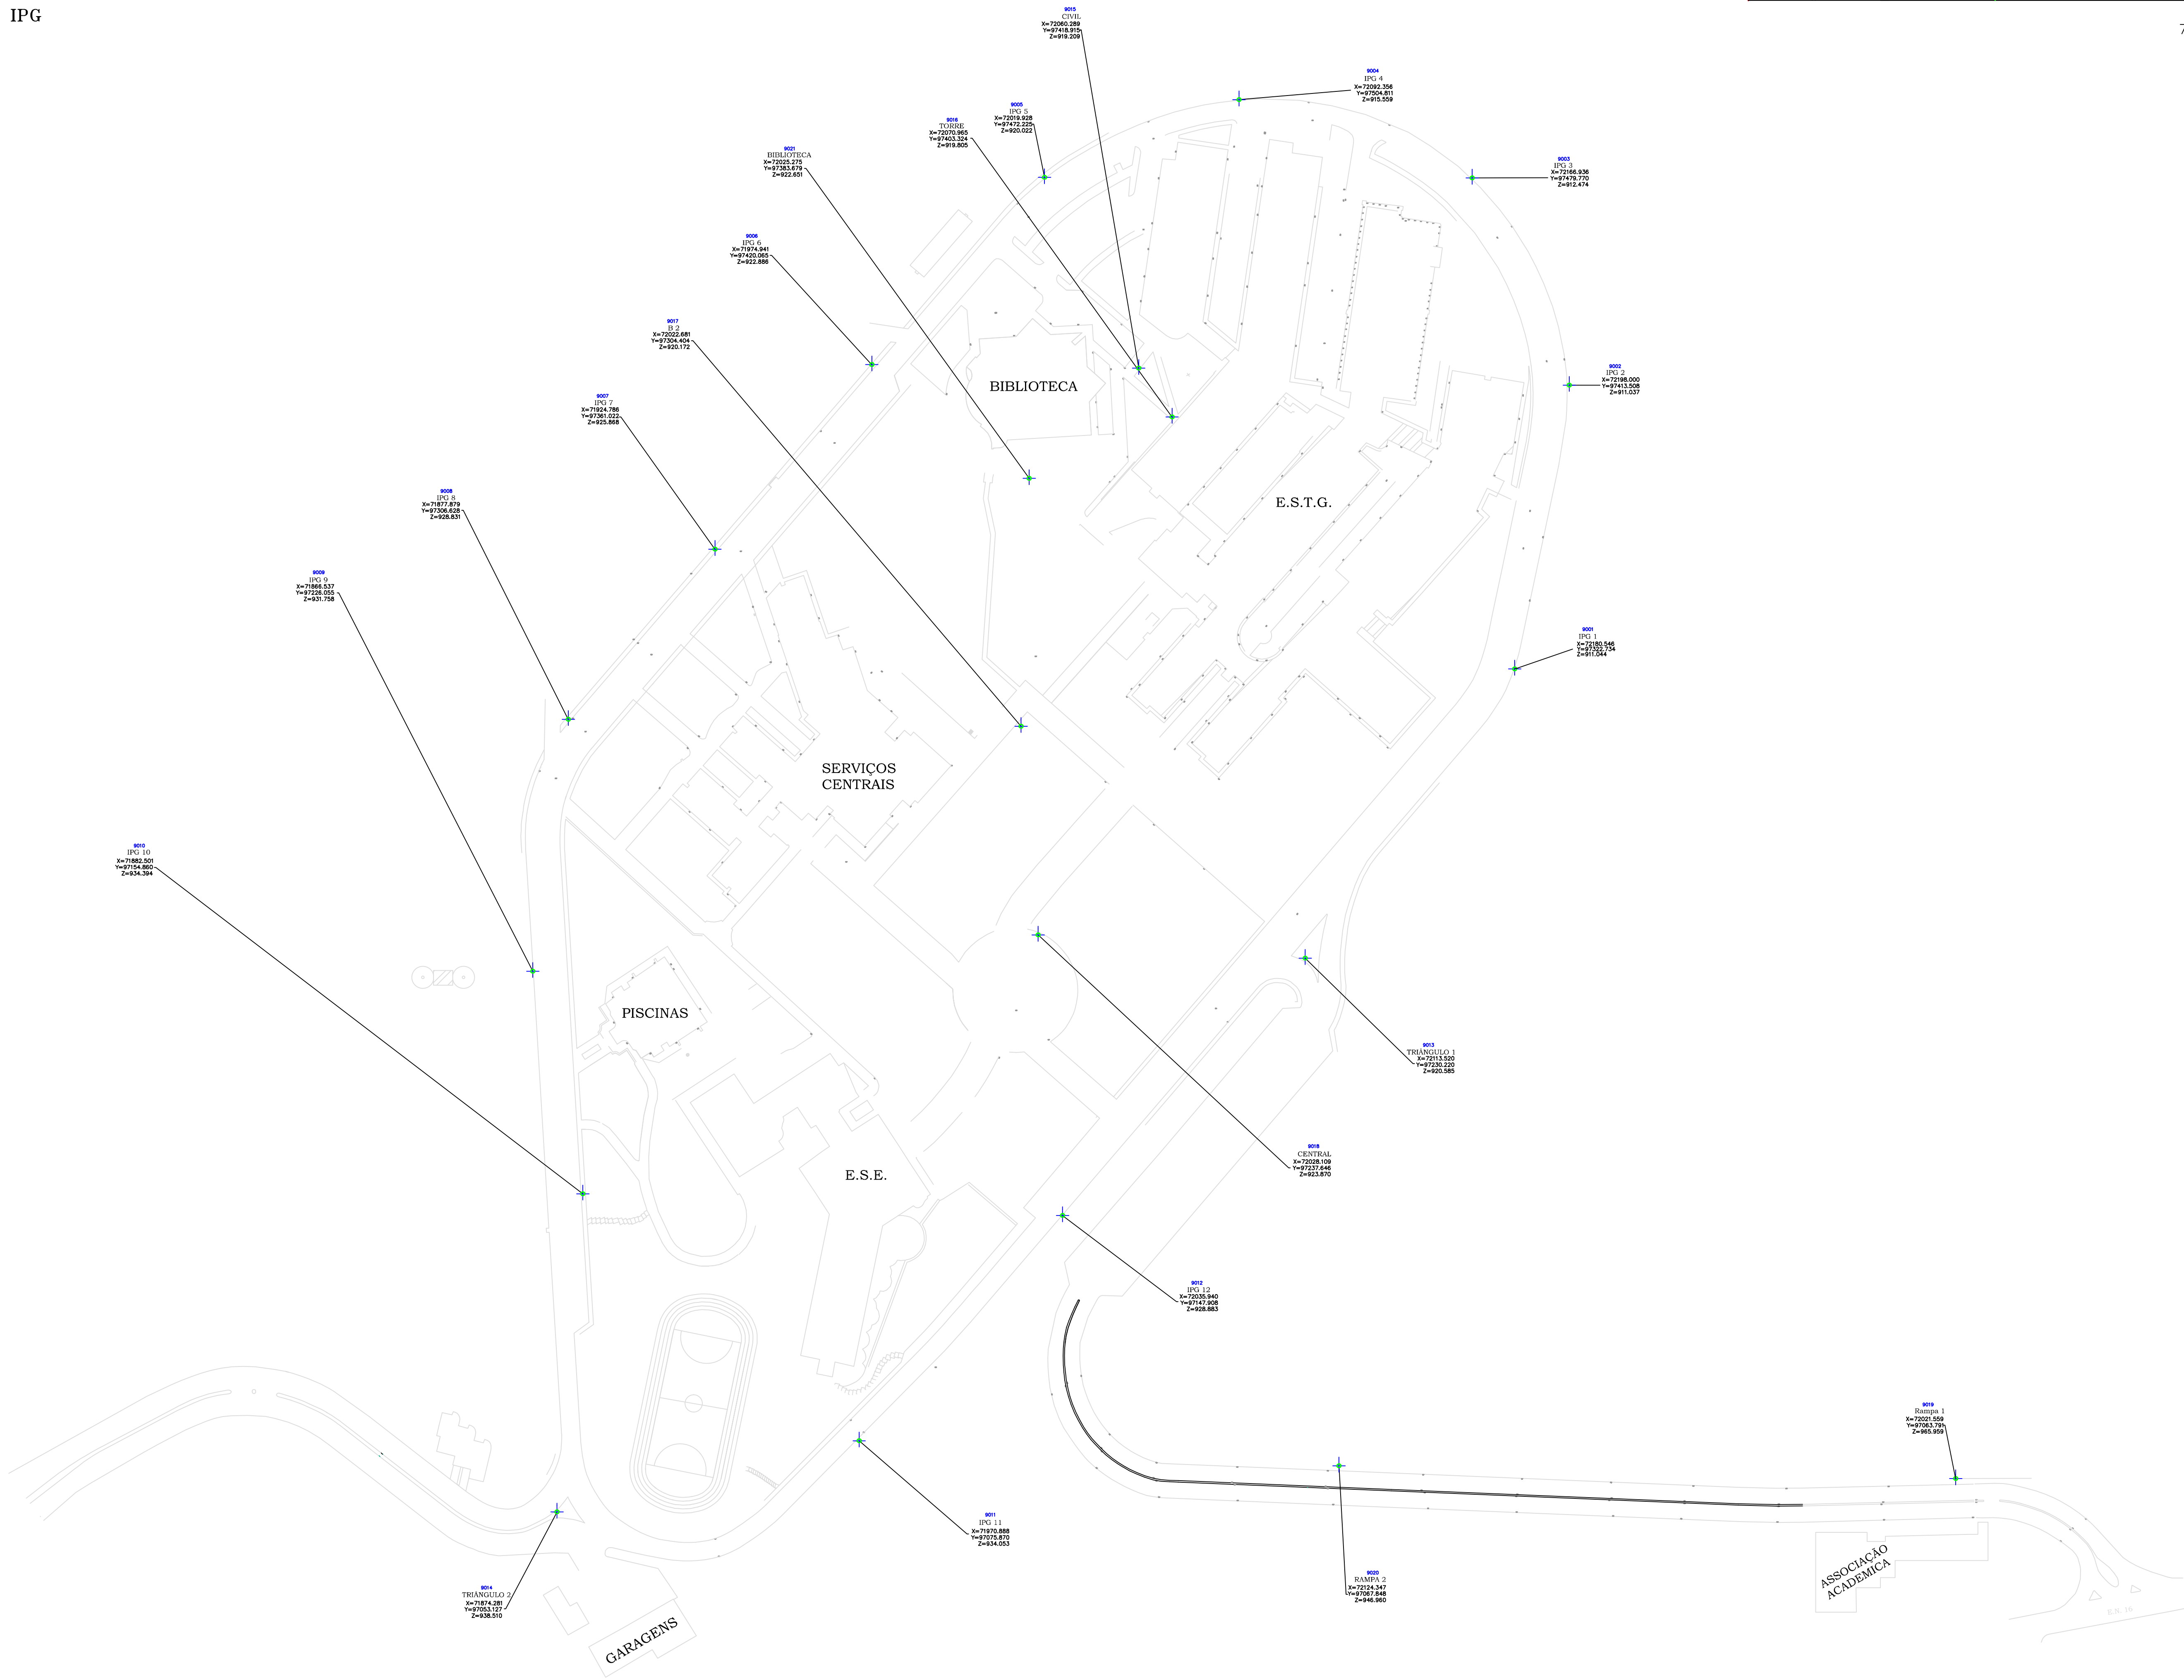 IPG
9015
CIVIL
X=72060.289
Y=97418.915
Z=919.209
9004
IPG 4
X=72092.356
Y=97504.811
Z=915.559
9005
IPG 5
X=72019.928
Y=97472.225
Z=920.022
9016
TORRE
X=72070.965
Y=97403.324
Z=919.805
9021
BIBLIOTECA
X=72025.275
Y=97383.679
Z=922.651
9003
IPG 3
X=72166.936
Y=97479.770
Z=912.474
9006
IPG 6
X=71974.941
Y=97420.065
Z=922.886
9017
B 2
X=72022.681
Y=97304.404
Z=920.172
9002
IPG 2
X=72198.000
Y=97413.508
Z=911.037
BIBLIOTECA
9007
IPG 7
X=71924.786
Y=97361.022
Z=925.868
9008
IPG 8
X=71877.879
Y=97306.628
Z=928.831
E.S.T.G.
9009
IPG 9
X=71866.537
Y=97226.055
Z=931.758
9001
IPG 1
X=72180.546
Y=97322.734
Z=911.044
SERVIÇOS
CENTRAIS
9010
IPG 10
X=71882.501
Y=97154.860
Z=934.394
PISCINAS
9013
TRIÂNGULO 1
X=72113.520
Y=97230.220
Z=920.585
9018
CENTRAL
X=72028.109
Y=97237.646
Z=923.870
E.S.E.
9012
IPG 12
X=72035.940
Y=97147.908
Z=928.883
9019
Rampa 1
X=72021.559
Y=97063.791
Z=965.959
9011
IPG 11
X=71970.888
Y=97075.870
Z=934.053
9020
RAMPA 2
X=72124.347
Y=97067.848
Z=946.960
ASSOCIAÇÃO
ACADEMICA
9014
TRIÂNGULO 2
X=71874.281
Y=97053.127
Z=938.510
E.N. 16
GARAGENS